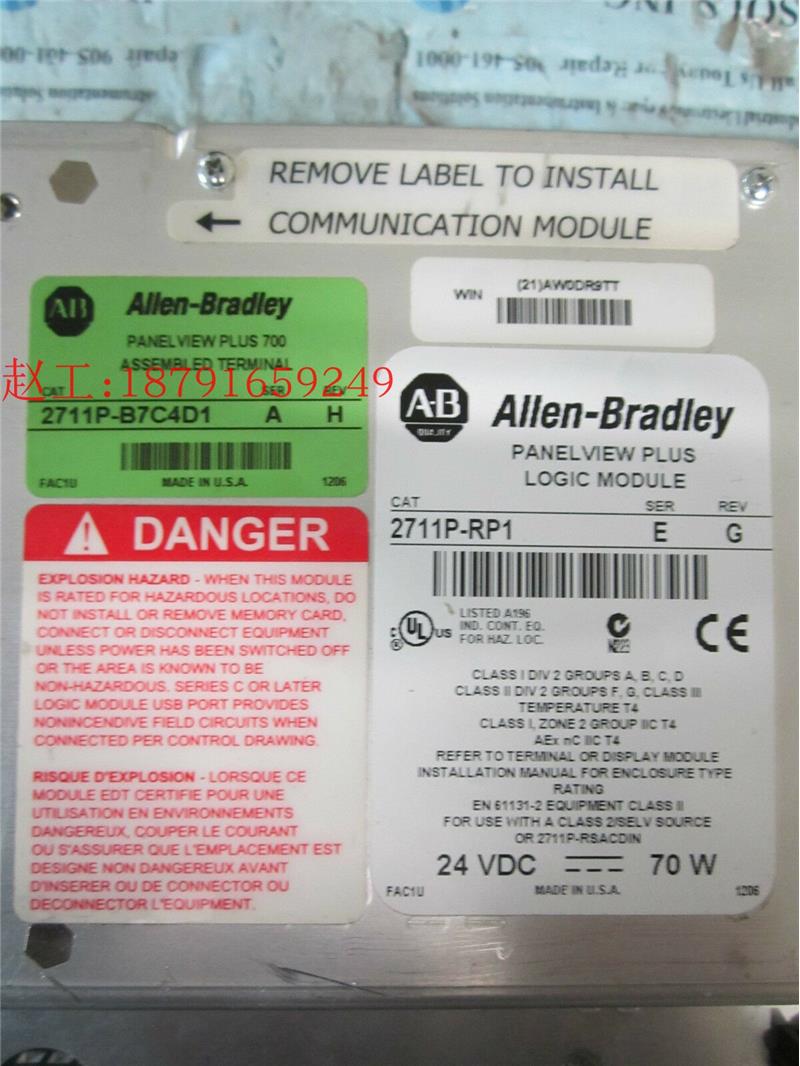 REMOVE LABEL TO INSTALL
COMMUNICATION MODULE
WIN
(21)AW0DR9TT
AB
Allen-Bradley
PANELVIEW PLUS 700
ASSEMBLED TERMINAL
赵工:18791659249
CAT SER REV
2711P-B7C4D1 A H
FAC1U MADE IN U.S.A. 1206
A-B
QUALITY
Allen-Bradley
PANELVIEW PLUS
LOGIC MODULE
CAT SER REV
2711P-RP1 E G
DANGER
EXPLOSION HAZARD - WHEN THIS MODULE
IS RATED FOR HAZARDOUS LOCATIONS, DO
NOT INSTALL OR REMOVE MEMORY CARD,
CONNECT OR DISCONNECT EQUIPMENT
UNLESS POWER HAS BEEN SWITCHED OFF
OR THE AREA IS KNOWN TO BE
NON-HAZARDOUS. SERIES C OR LATER
LOGIC MODULE USB PORT PROVIDES
NONINCENDIVE FIELD CIRCUITS WHEN
CONNECTED PER CONTROL DRAWING.
RISQUE D'EXPLOSION - LORSQUE CE
MODULE EDT CERTIFIE POUR UNE
UTILISATION EN ENVIRONNEMENTS
DANGEREUX, COUPER LE COURANT
OU S'ASSURER QUE L'EMPLACEMENT EST
DESIGNE NON DANGEREUX AVANT
D'INSERER OU DE CONNECTOR OU
DECONNECTOR L'EQUIPMENT.
c UL US
LISTED A196
IND. CONT. EQ.
FOR HAZ. LOC.
N223
CE
CLASS I DIV 2 GROUPS A, B, C, D
CLASS II DIV 2 GROUPS F, G, CLASS III
TEMPERATURE T4
CLASS I, ZONE 2 GROUP IIC T4
AEx nC IIC T4
REFER TO TERMINAL OR DISPLAY MODULE
INSTALLATION MANUAL FOR ENCLOSURE TYPE
RATING
EN 61131-2 EQUIPMENT CLASS II
FOR USE WITH A CLASS 2/SELV SOURCE
OR 2711P-RSACDIN
24 VDC 70 W
FAC1U MADE IN U.S.A. 1206